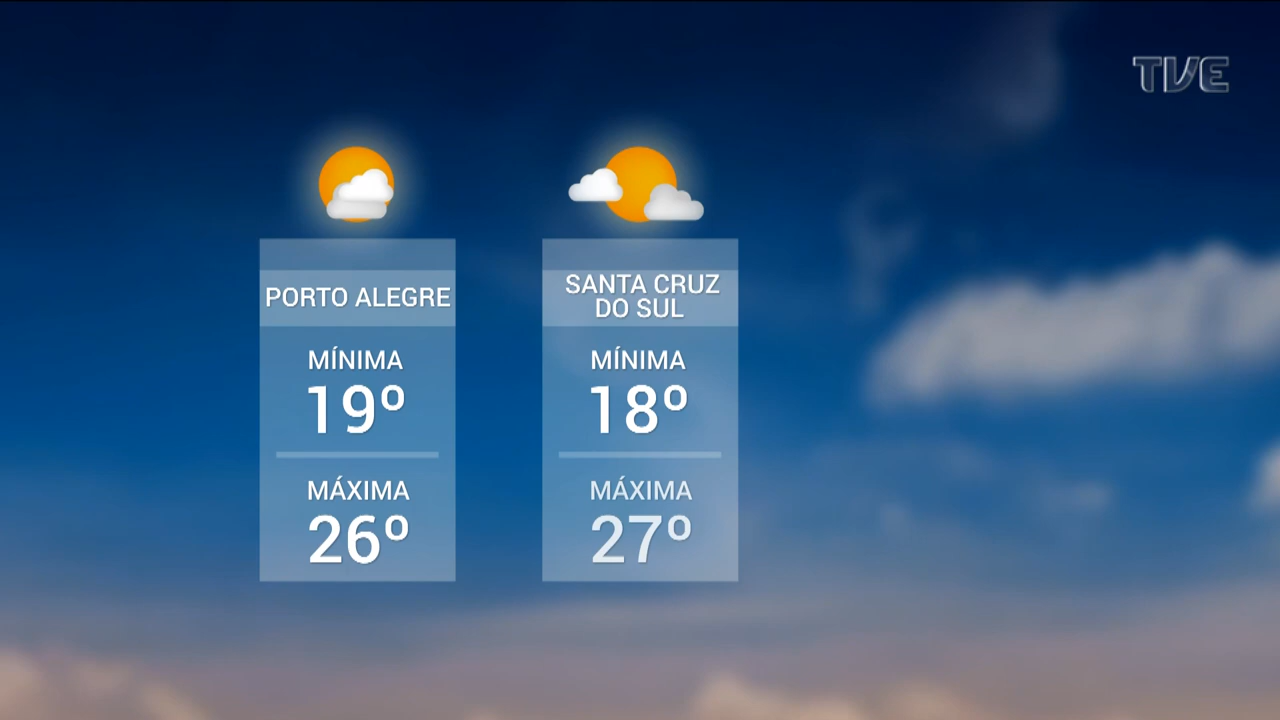 TVE
PORTO ALEGRE
MÍNIMA
19º
MÁXIMA
26º
SANTA CRUZ
DO SUL
MÍNIMA
18º
MÁXIMA
27º